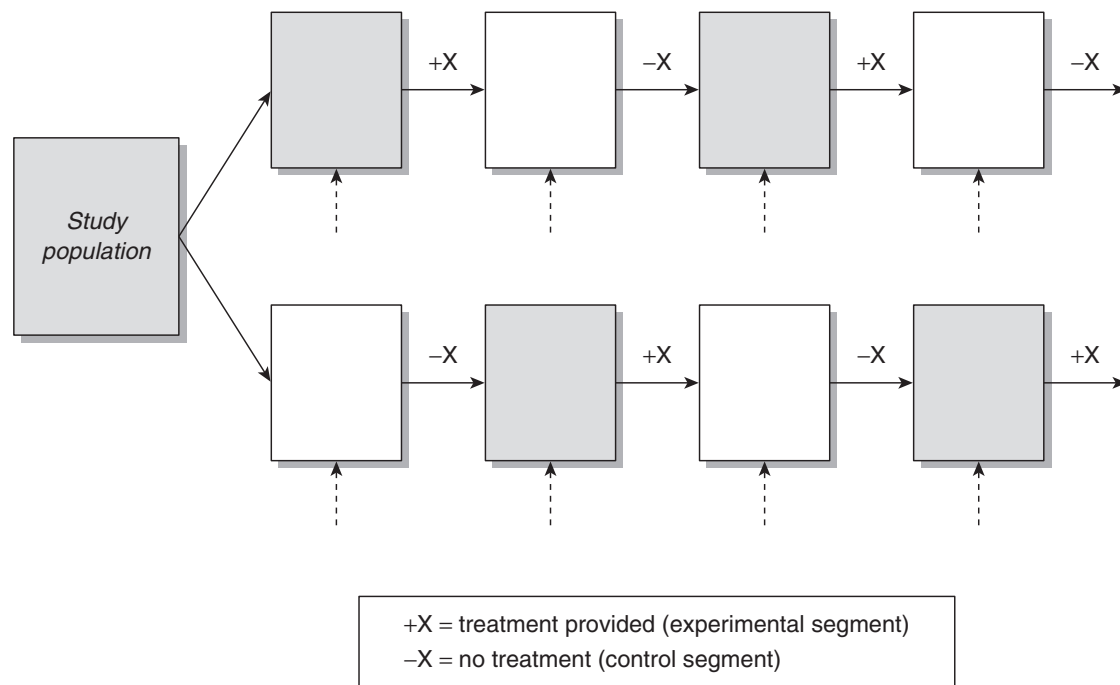 +X
−X
+X
−X
Study
population
−X
+X
−X
+X
+X = treatment provided (experimental segment)
−X = no treatment (control segment)